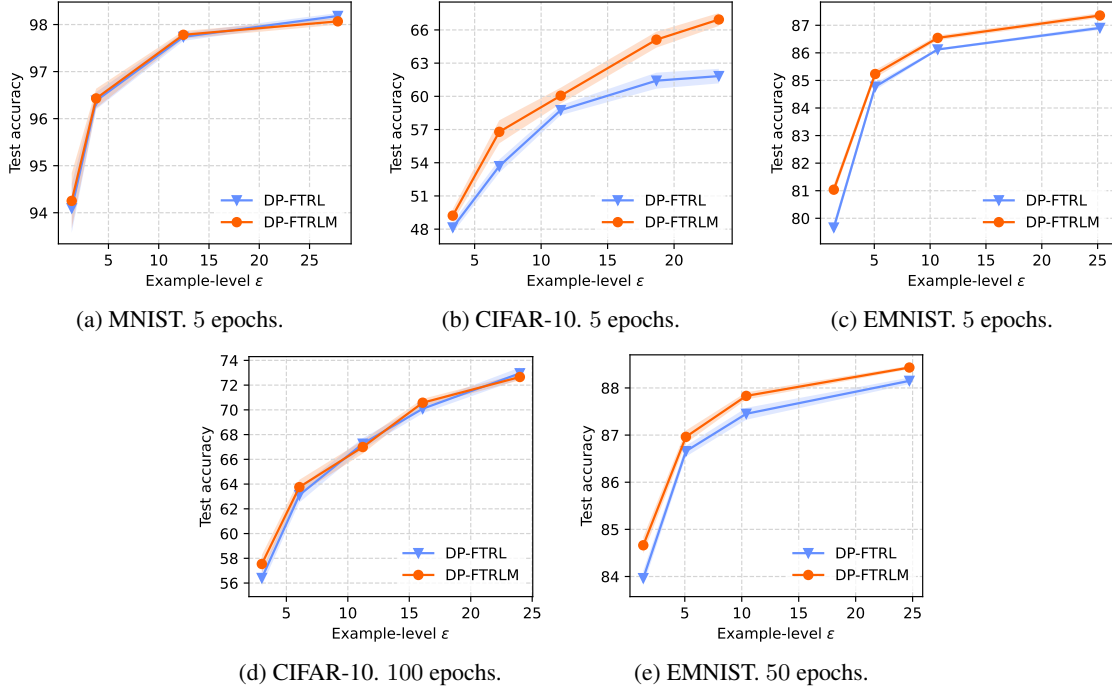 98
97
96
95
94
Test accuracy
5 10 15 20 25
Example-level ε
DP-FTRL
DP-FTRLM
(a) MNIST. 5 epochs.
66
63
60
57
54
51
48
Test accuracy
5 10 15 20
Example-level ε
DP-FTRL
DP-FTRLM
(b) CIFAR-10. 5 epochs.
87
86
85
84
83
82
81
80
Test accuracy
5 10 15 20 25
Example-level ε
DP-FTRL
DP-FTRLM
(c) EMNIST. 5 epochs.
74
72
70
68
66
64
62
60
58
56
Test accuracy
5 10 15 20 25
Example-level ε
DP-FTRL
DP-FTRLM
(d) CIFAR-10. 100 epochs.
88
87
86
85
84
Test accuracy
5 10 15 20 25
Example-level ε
DP-FTRL
DP-FTRLM
(e) EMNIST. 50 epochs.